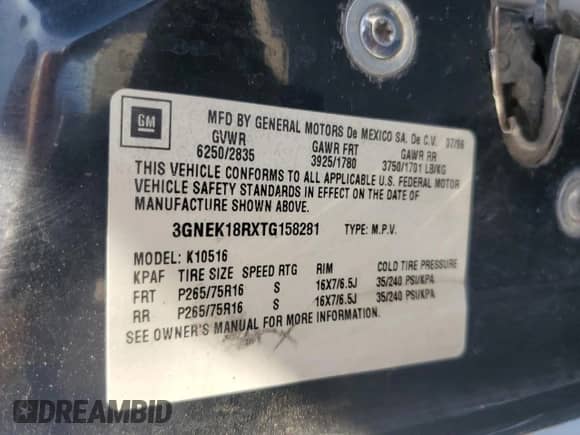 GM
MFD BY GENERAL MOTORS De MEXICO SA. De C.V. 07/96
GVWR GAWR FRT GAWR RR
6250/2835 3925/1780 3750/1701 LB/KG
THIS VEHICLE CONFORMS TO ALL APPLICABLE U.S. FEDERAL MOTOR
VEHICLE SAFETY STANDARDS IN EFFECT ON THE DATE OF
MANUFACTURE SHOWN ABOVE.
3GNEK18RXTG158281 TYPE: M.P.V.
MODEL: K10516
KPAF TIRE SIZE SPEED RTG RIM COLD TIRE PRESSURE
FRT P265/75R16 S 16X7/6.5J 35/240 PSI/KPA
RR P265/75R16 S 16X7/6.5J 35/240 PSI/KPA
SEE OWNER'S MANUAL FOR MORE INFORMATION.
DREAMBID